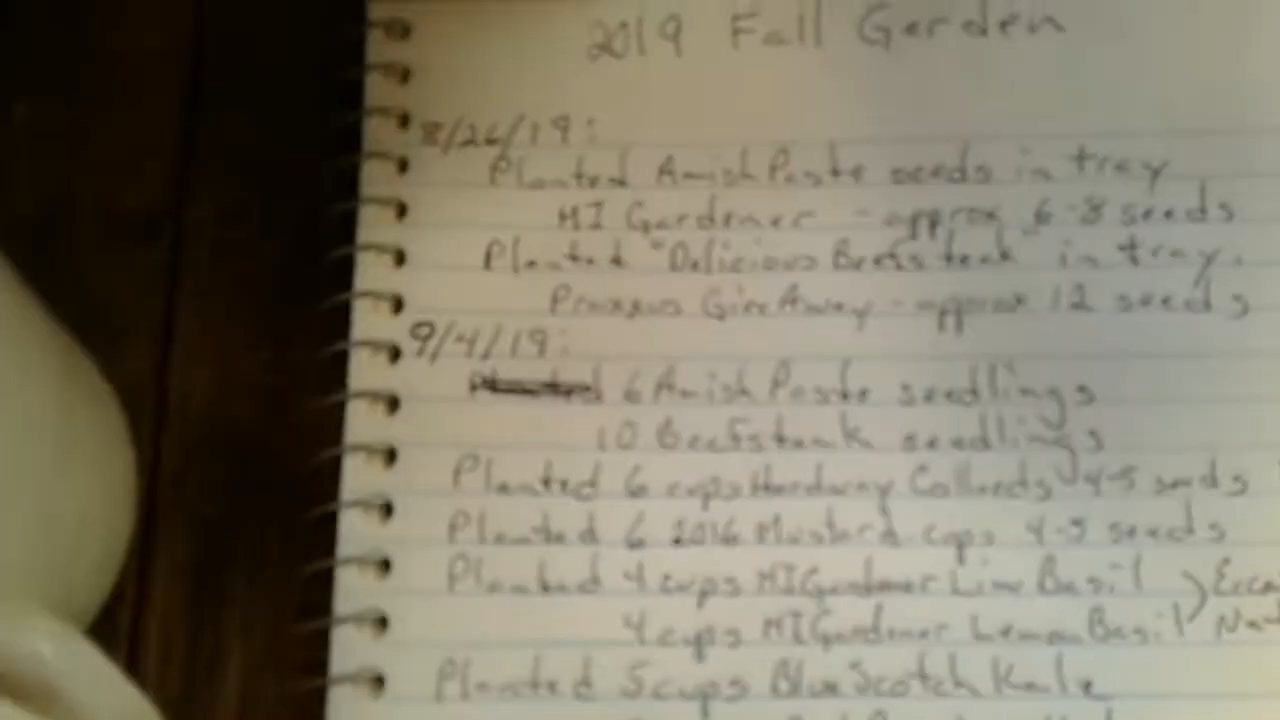 2019 Fall Garden
8/26/19:
Planted Amish Paste seeds in tray
MI Gardener - approx 6-8 seeds
Planted "Delicious Beefsteak" in tray.
GiveAway - approx 12 seeds
9/4/19:
6 Amish Paste seedlings
10 Beefsteak seedlings
Planted 6 cups Collards 4-5 seeds
Planted 6 2016 Mustard cups 4-5 seeds
Planted 4 cups MI Gardener Lime Basil
4 cups MI Gardener Lemon Basil
Planted 5 cups Blue Scotch Kale